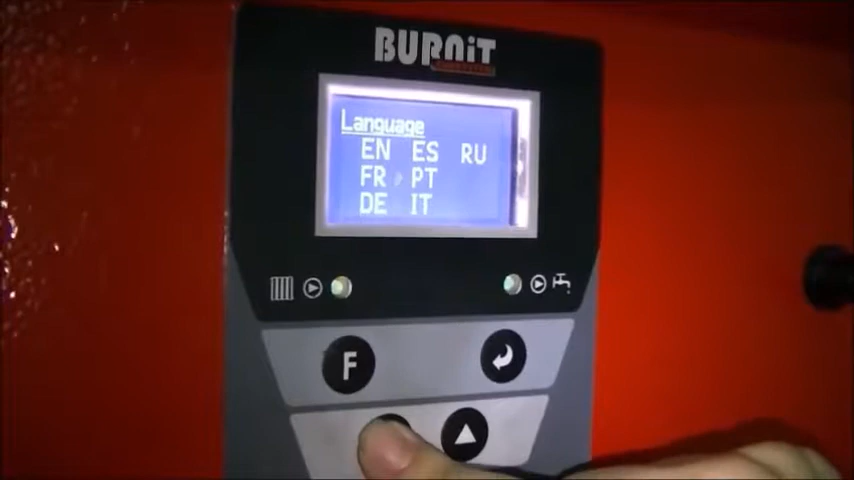 BURNiT
Language
EN ES RU
FR PT
DE IT
F